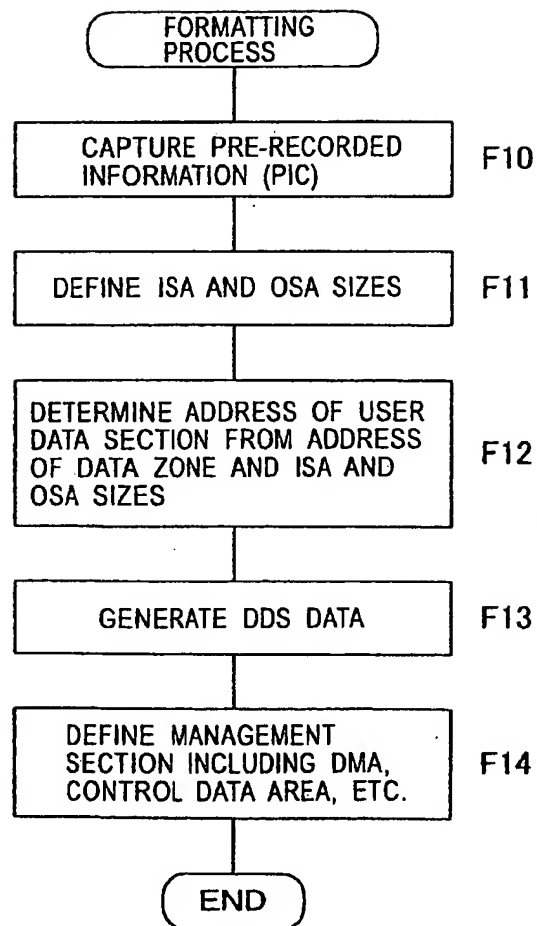 FORMATTING
PROCESS
CAPTURE PRE-RECORDED
INFORMATION (PIC)
F10
DEFINE ISA AND OSA SIZES
F11
DETERMINE ADDRESS OF USER
DATA SECTION FROM ADDRESS
OF DATA ZONE AND ISA AND
OSA SIZES
F12
GENERATE DDS DATA
F13
DEFINE MANAGEMENT
SECTION INCLUDING DMA,
CONTROL DATA AREA, ETC.
F14
END